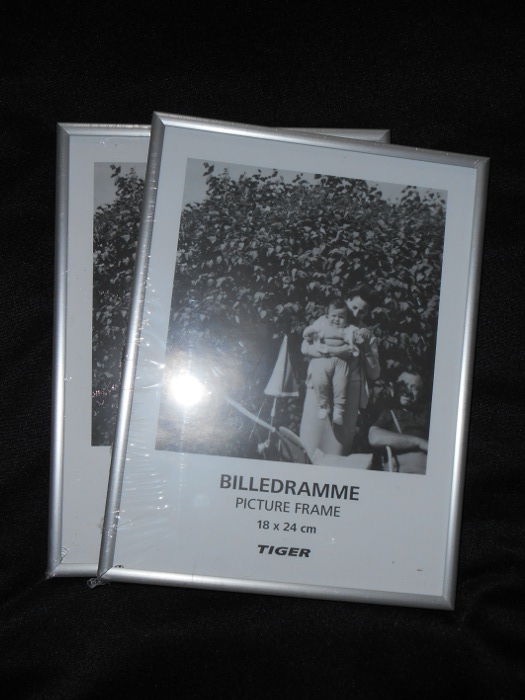 BILLEDRAMME
PICTURE FRAME
18 x 24 cm
TIGER